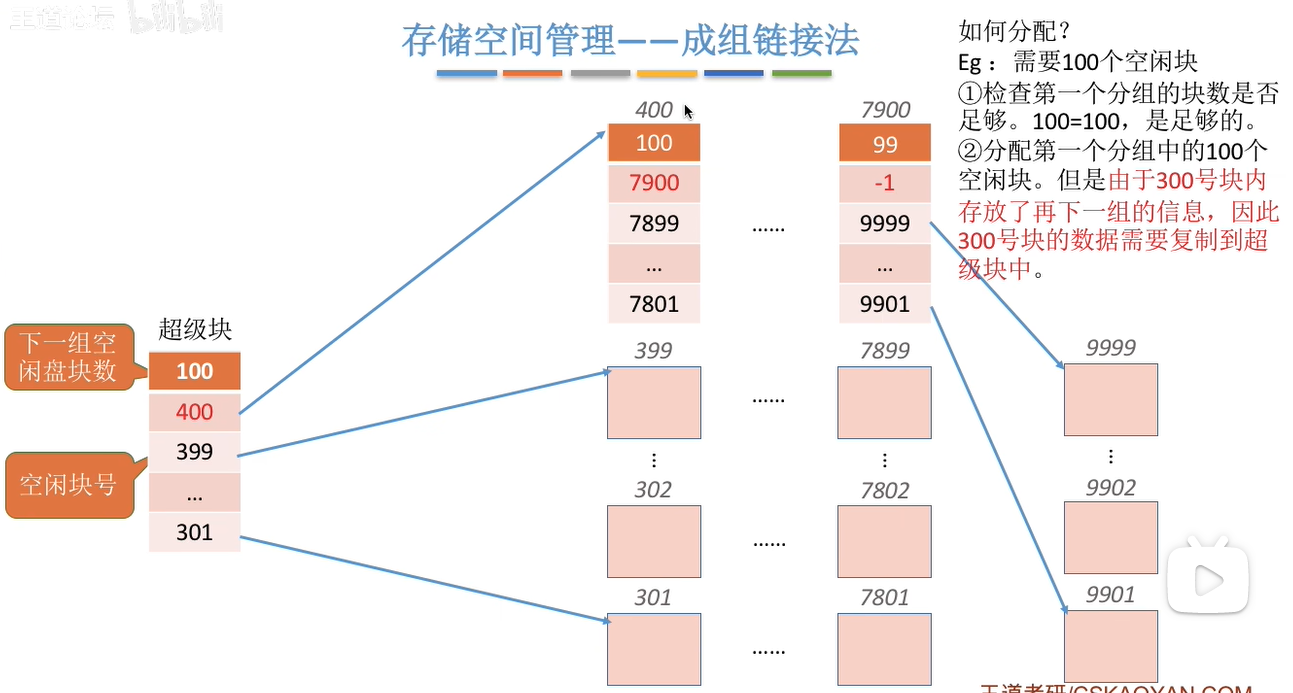 王道论坛 bilibili
存储空间管理——成组链接法
如何分配？
Eg： 需要100个空闲块
①检查第一个分组的块数是否
足够。100=100，是足够的。
②分配第一个分组中的100个
空闲块。但是由于300号块内
存放了再下一组的信息，因此
300号块的数据需要复制到超
级块中。
400
100
7900
7899
...
7801
......
7900
99
-1
9999
...
9901
超级块
下一组空
闲盘块数
空闲块号
100
400
399
...
301
399
......
7899
9999
⋮
⋮
⋮
302
......
7802
9902
301
......
7801
9901
王道考研/CSKAOYAN.COM